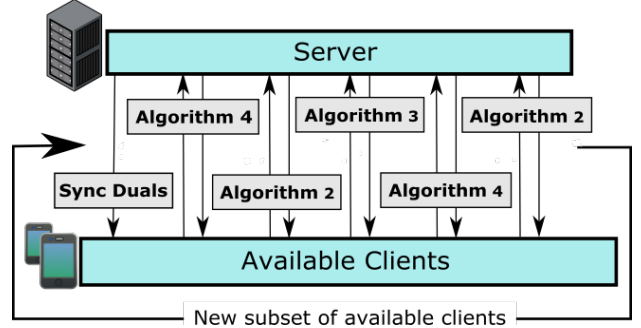 Server
Algorithm 4
Algorithm 3
Algorithm 2
Sync Duals
Algorithm 2
Algorithm 4
Available Clients
New subset of available clients